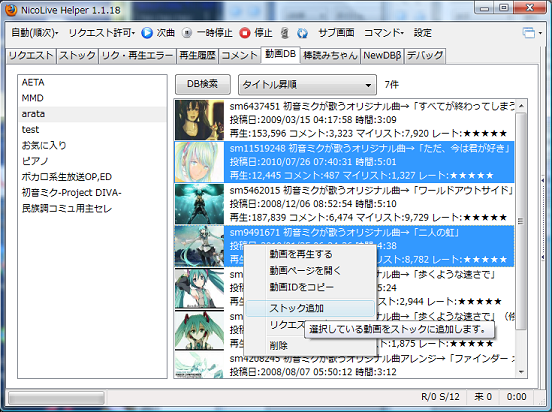 NicoLive Helper 1.1.18
自動(順次) リクエスト許可 次曲 一時停止 停止 サブ画面 コマンド 設定
リクエスト ストック リク・再生エラー 再生履歴 コメント 動画DB 棒読みちゃん NewDBβ デバッグ
AETA
MMD
arata
test
お気に入り
ピアノ
ボカロ系生放送OP,ED
初音ミク-Project DIVA-
民族調コミュ用主セレ
DB検索 タイトル昇順 7件
sm6437451 初音ミクが歌うオリジナル曲→「すべてが終わってしまう
投稿日:2009/03/15 04:17:58 時間:3:09
再生:153,596 コメント:3,323 マイリスト:7,920 レート:★★★★★
sm11519248 初音ミクが歌うオリジナル曲→「ただ、今は君が好き」
投稿日:2010/07/26 07:40:31 時間:5:01
再生:12,445 コメント:487 マイリスト:1,327 レート:★★★★★
sm5462015 初音ミクが歌うオリジナル曲→「ワールドアウトサイド」
投稿日:2008/12/06 08:52:54 時間:5:10
再生:187,839 コメント:6,474 マイリスト:9,729 レート:★★★★★
sm9491671 初音ミクが歌うオリジナル曲→「二人の虹」
4:38
8,782 レート:★★★★★
動画を再生する
動画ページを開く
動画IDをコピー
ストック追加
リクエス
削除
選択している動画をストックに追加します。
「歩くような速さで」
2,944 レート:★★★★★
「歩くような速さで」
1,875 レート:★★★★★
sm4208245 初音ミクが歌うオリジナル曲アレンジ→「ファインダー
投稿日:2008/08/07 05:50:12 時間:3:12
R/0 S/12 来 0 0:00